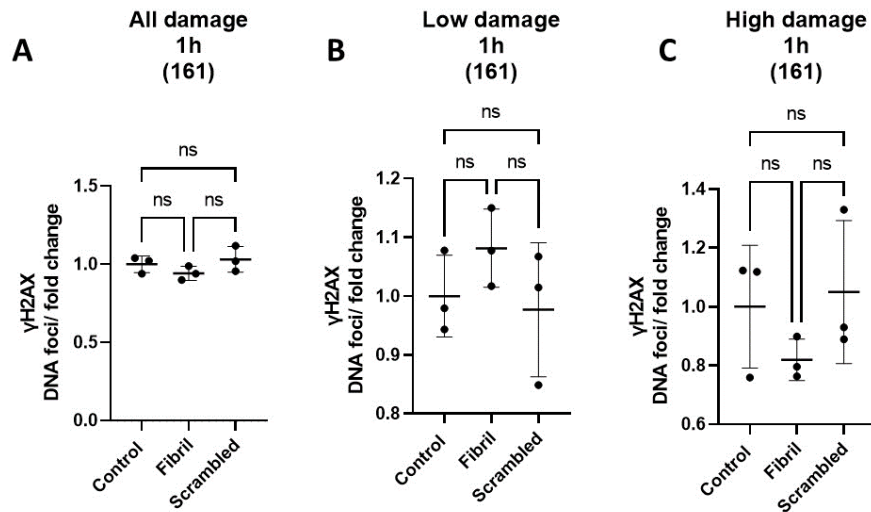 A
All damage
1h
(161)
ns
ns
ns
1.5
1.0
0.5
0.0
γH2AX
DNA foci/ fold change
Control
Fibril
Scrambled
B
Low damage
1h
(161)
ns
ns
ns
1.2
1.1
1.0
0.9
0.8
γH2AX
DNA foci/ fold change
Control
Fibril
Scrambled
C
High damage
1h
(161)
ns
ns
ns
1.4
1.2
1.0
0.8
0.6
γH2AX
DNA foci/ fold change
Control
Fibril
Scrambled